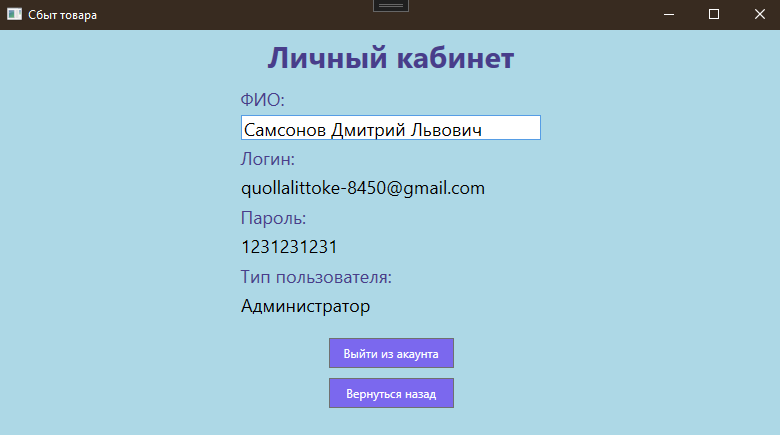 Сбыт товара
Личный кабинет
ФИО:
Самсонов Дмитрий Львович
Логин:
quollalittoke-8450@gmail.com
Пароль:
1231231231
Тип пользователя:
Администратор
Выйти из акаунта
Вернуться назад